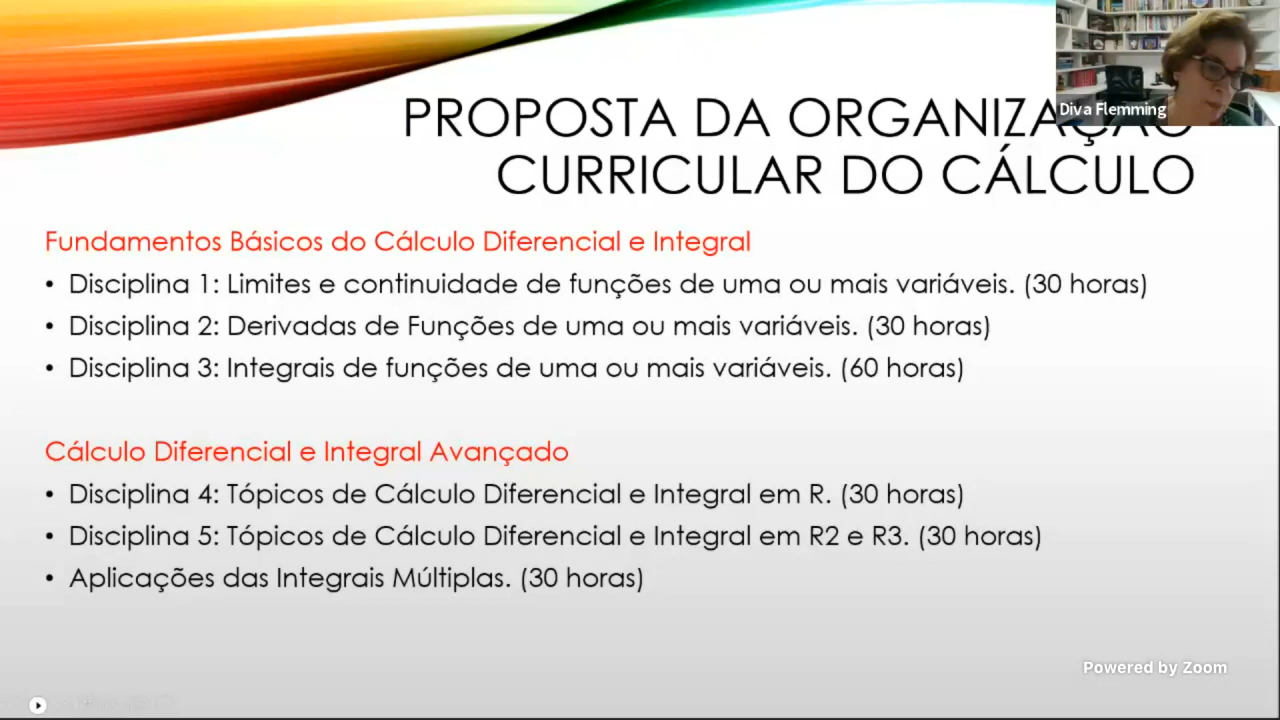 Diva Flemming
PROPOSTA DA ORGANIZAÇÃO
CURRICULAR DO CÁLCULO
Fundamentos Básicos do Cálculo Diferencial e Integral
• Disciplina 1: Limites e continuidade de funções de uma ou mais variáveis. (30 horas)
• Disciplina 2: Derivadas de Funções de uma ou mais variáveis. (30 horas)
• Disciplina 3: Integrais de funções de uma ou mais variáveis. (60 horas)
Cálculo Diferencial e Integral Avançado
• Disciplina 4: Tópicos de Cálculo Diferencial e Integral em R. (30 horas)
• Disciplina 5: Tópicos de Cálculo Diferencial e Integral em R2 e R3. (30 horas)
• Aplicações das Integrais Múltiplas. (30 horas)
Powered by Zoom